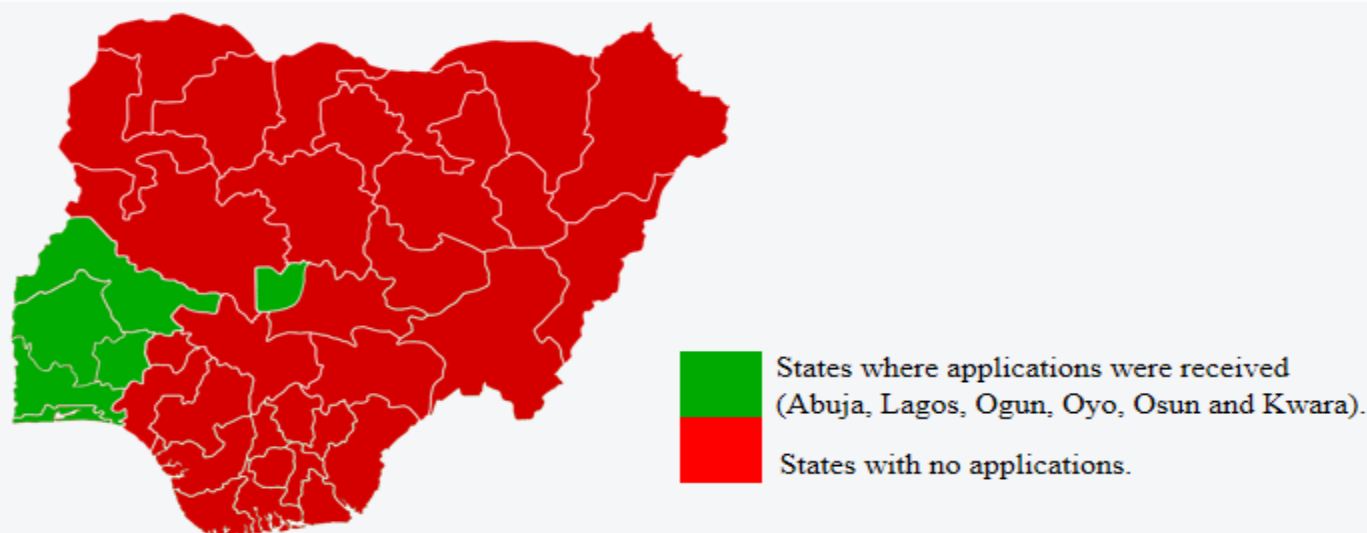 States where applications were received
(Abuja, Lagos, Ogun, Oyo, Osun and Kwara).
States with no applications.